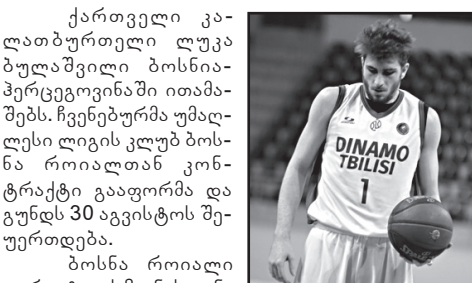 ქართველი კა-
ლათბურთელი ლუკა
ბულაშვილი ბოსნია-
ჰერცეგოვინაში ითამა-
შებს. ჩვენებურმა უმაღ-
ლესი ლიგის კლუბ ბოს-
ნა როიალთან კონ-
ტრაქტი გააფორმა და
გუნდს 30 აგვისტოს შე-
უერთდება.
ბოსნა როიალი
DINAMO
TBILISI
1